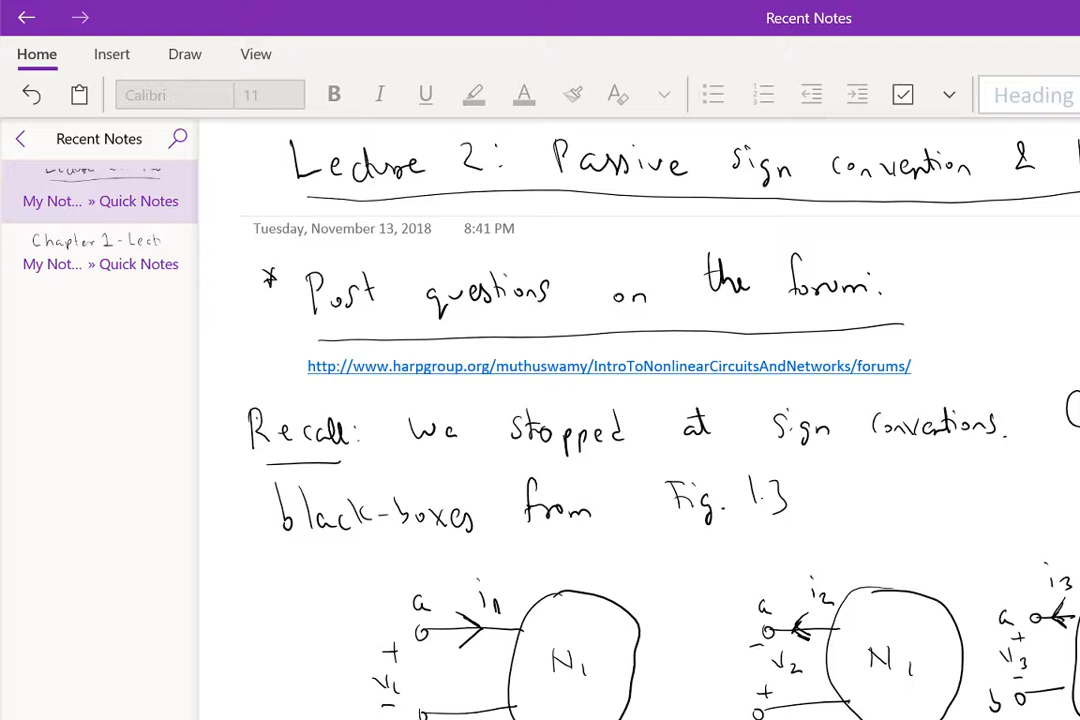 Recent Notes
Home Insert Draw View
Calibri 11 B I U A A Heading
Recent Notes
My Not... » Quick Notes
Chapter 1 - Lech
My Not... » Quick Notes
Lecture 2: Passive sign convention &
Tuesday, November 13, 2018 8:41 PM
* Post questions on the forum:
http://www.harpgroup.org/muthuswamy/IntroToNonlinearCircuitsAndNetworks/forums/
Recall: We stopped at sign conventions. (
black-boxes from Fig. 1.3
a i1 a i2 i3
+ N1 - N1 a +
v1 v2 v3
- + b -